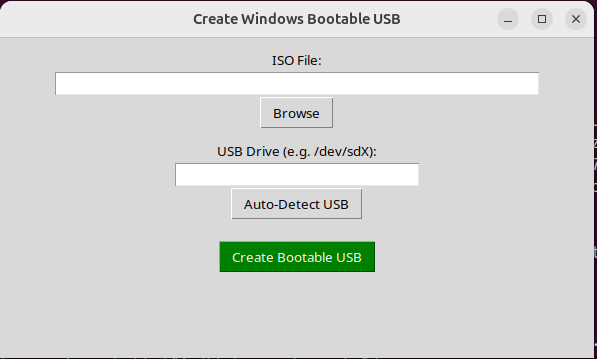 Create Windows Bootable USB
ISO File:
Browse
USB Drive (e.g. /dev/sdX):
Auto-Detect USB
Create Bootable USB